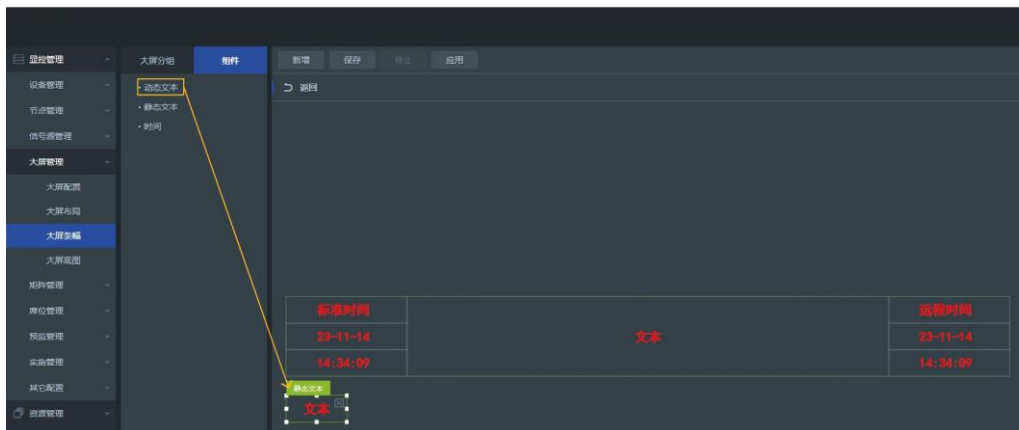 显控管理
设备管理
节点管理
信号源管理
大屏管理
大屏配置
大屏布局
大屏条幅
大屏底图
矩阵管理
席位管理
预监管理
实施管理
其它配置
资源管理
大屏分组 组件
· 动态文本
· 静态文本
· 时间
新增 保存 停止 应用
返回
标准时间
23-11-14
14:34:09
文本
远程时间
23-11-14
14:34:09
静态文本
文本